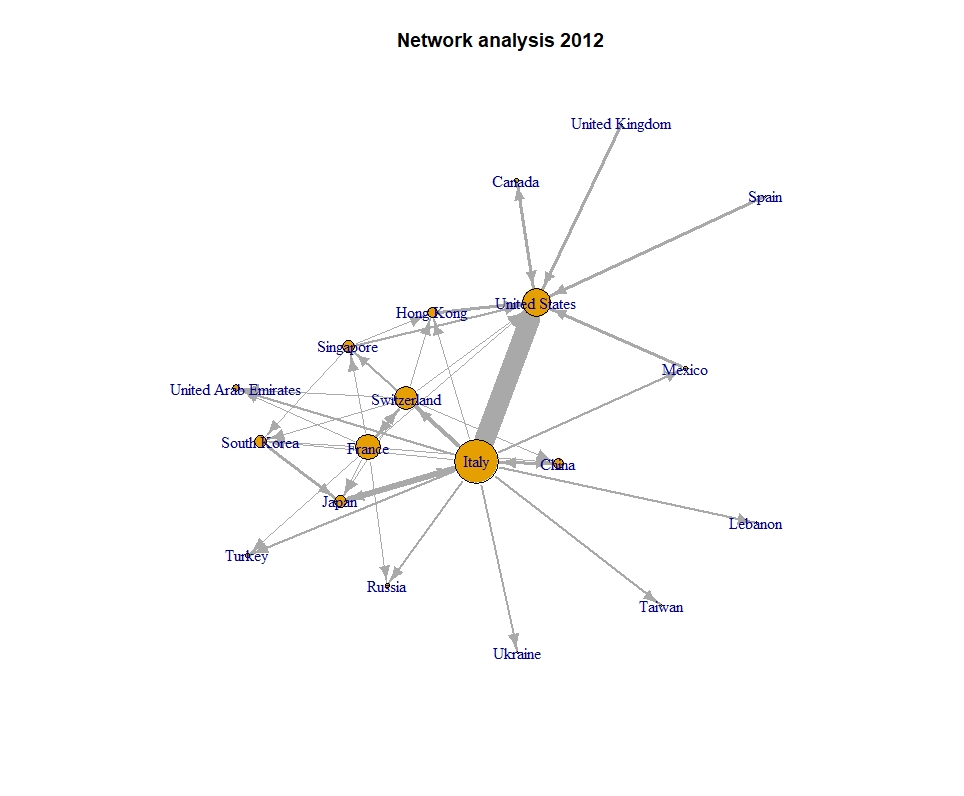 Network analysis 2012
United Kingdom
Canada
Spain
United States
Hong Kong
Singapore
Mexico
United Arab Emirates
Switzerland
South Korea
France
Italy
China
Japan
Lebanon
Turkey
Russia
Taiwan
Ukraine